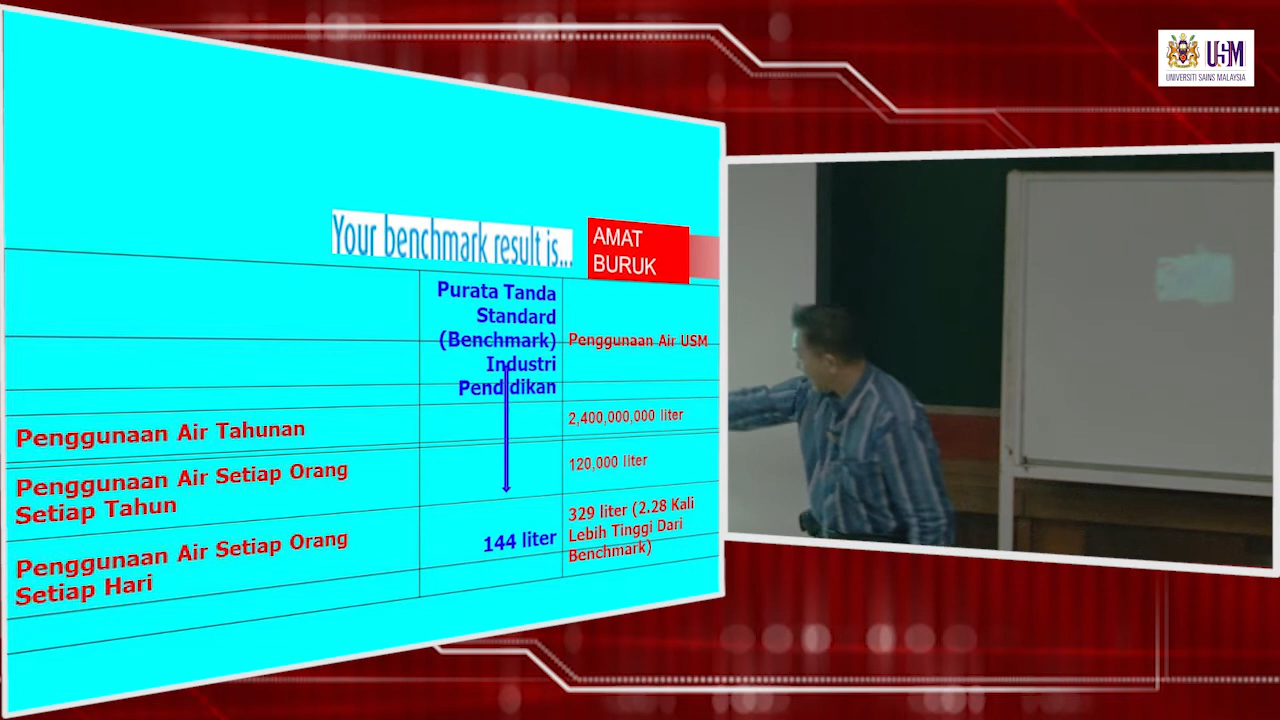 USM
UNIVERSITI SAINS MALAYSIA
Your benchmark result is...
AMAT
BURUK
Purata Tanda
Standard
(Benchmark)
Industri
Pendidikan
Penggunaan Air USM
Penggunaan Air Tahunan
2,400,000,000 liter
Penggunaan Air Setiap Orang
Setiap Tahun
120,000 liter
Penggunaan Air Setiap Orang
Setiap Hari
144 liter
329 liter (2.28 Kali
Lebih Tinggi Dari
Benchmark)